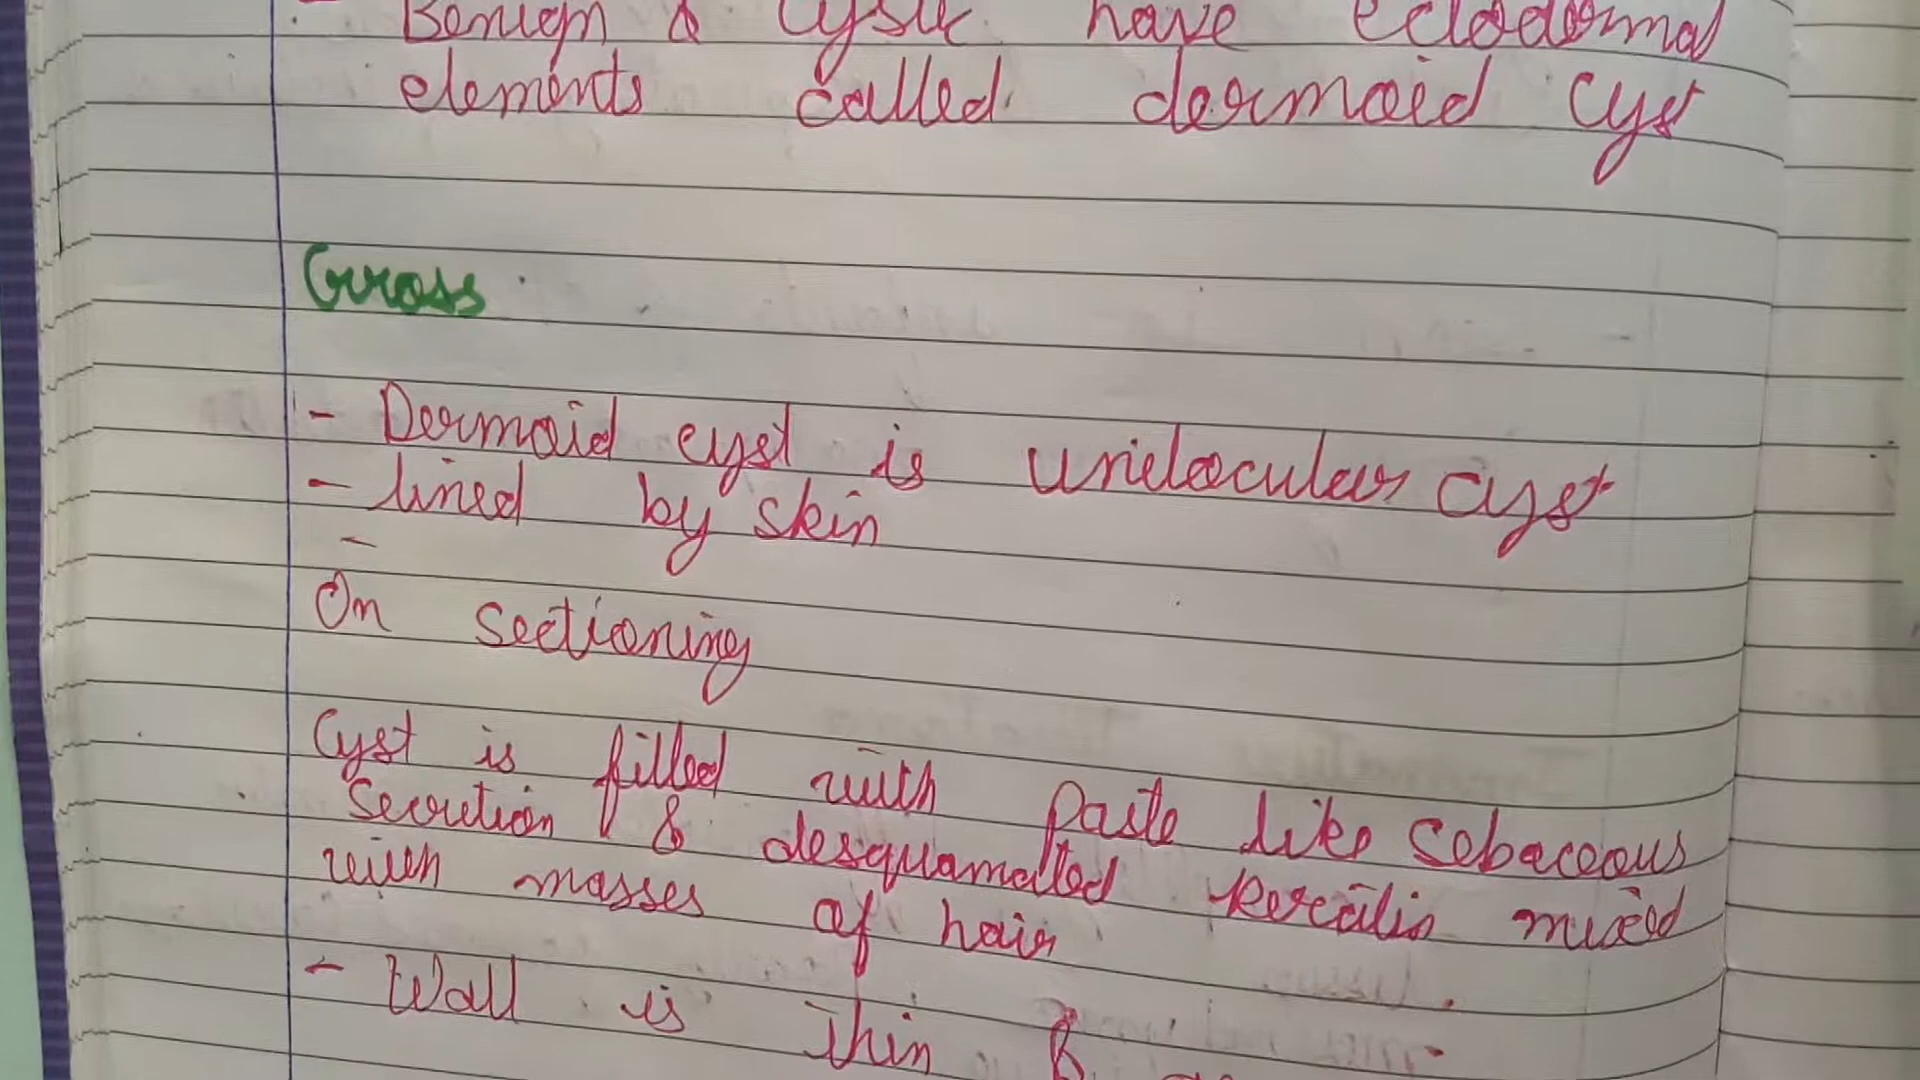 - Benign & Cystic have ectodermal
elements called dermoid cyst
Gross
- Dermoid cyst is unilocular cyst
- lined by skin
-
On sectioning
Cyst is filled with paste like sebaceous
secretion & desquamated keratin mixed
with masses of hair
- Wall is thin &